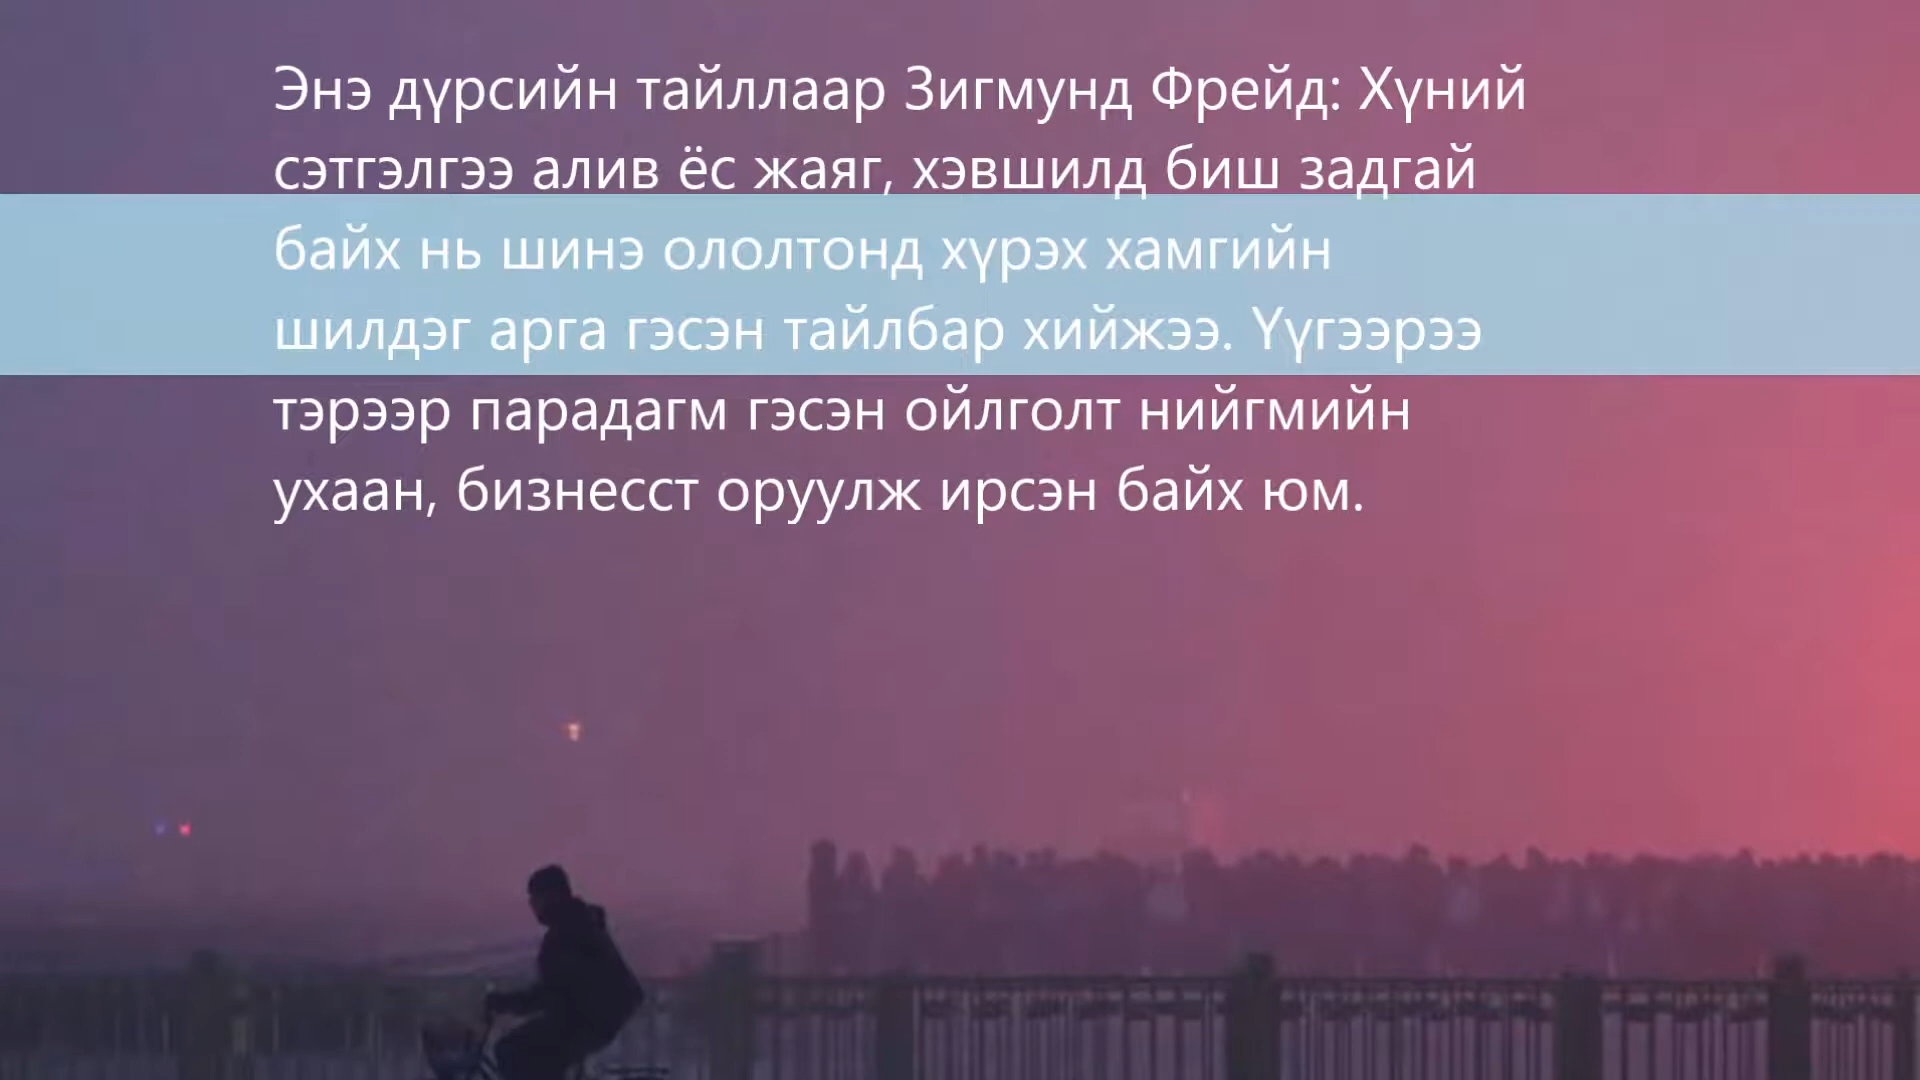 Энэ дүрсийн тайллаар Зигмунд Фрейд: Хүний
сэтгэлгээ алив ёс жаяг, хэвшилд биш задгай
байх нь шинэ ололтонд хүрэх хамгийн
шилдэг арга гэсэн тайлбар хийжээ. Үүгээрээ
тэрээр парадагм гэсэн ойлголт нийгмийн
ухаан, бизнесст оруулж ирсэн байх юм.